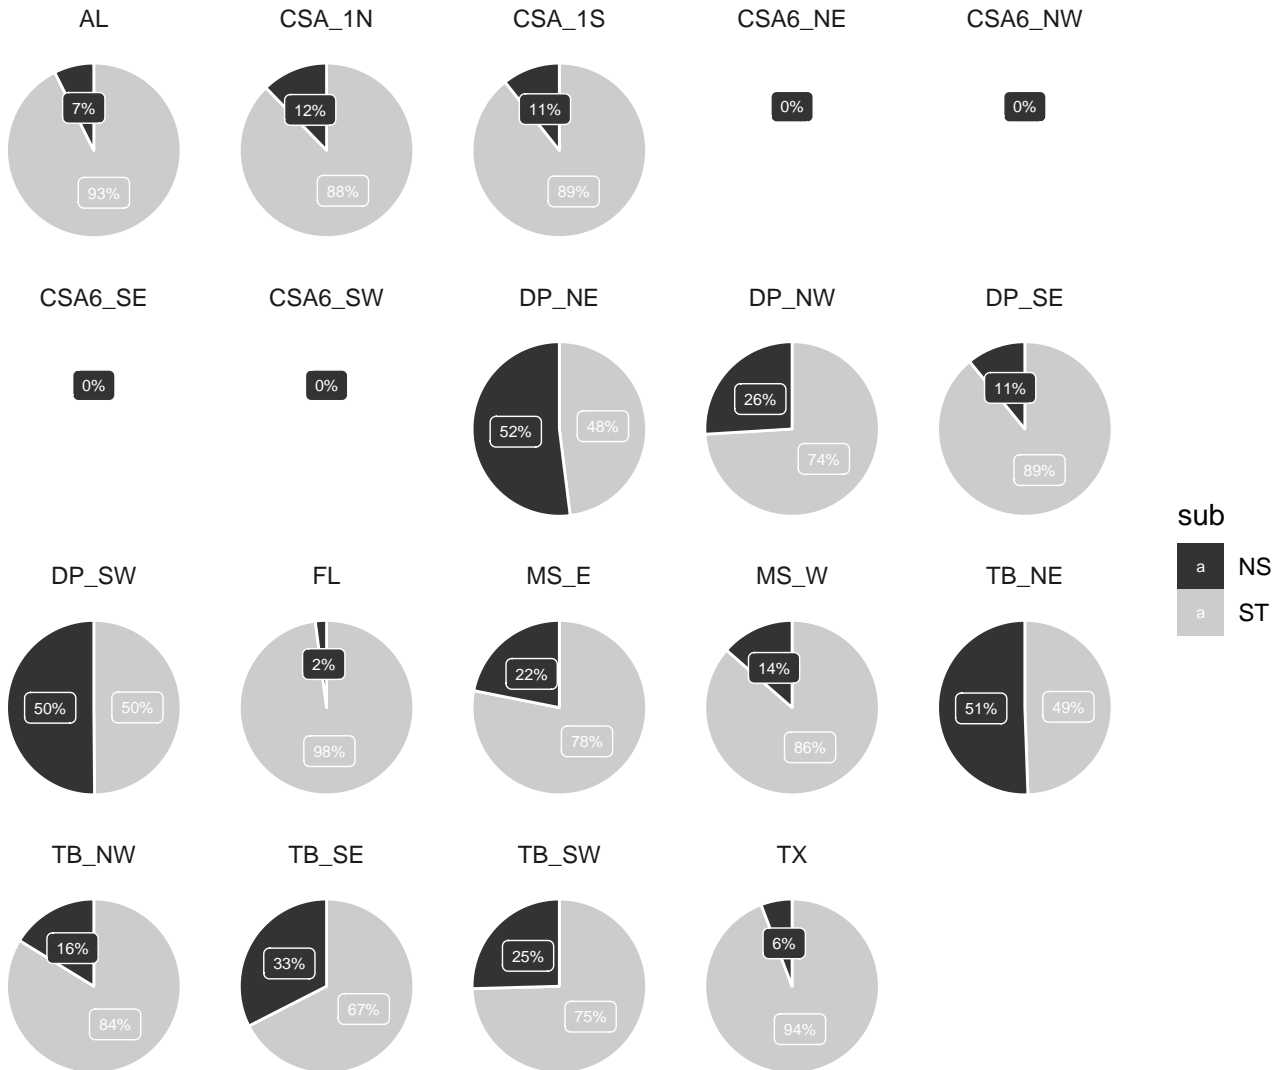 AL CSA_1N CSA_1S CSA6_NE CSA6_NW
7% 12% 11% 0% 0%
93% 88% 89%
CSA6_SE CSA6_SW DP_NE DP_NW DP_SE
0% 0% 52% 48% 26% 74% 11% 89%
sub
a NS
a ST
DP_SW FL MS_E MS_W TB_NE
50% 50% 2% 98% 22% 78% 14% 86% 51% 49%
TB_NW TB_SE TB_SW TX
16% 33% 25% 6%
84% 67% 75% 94%